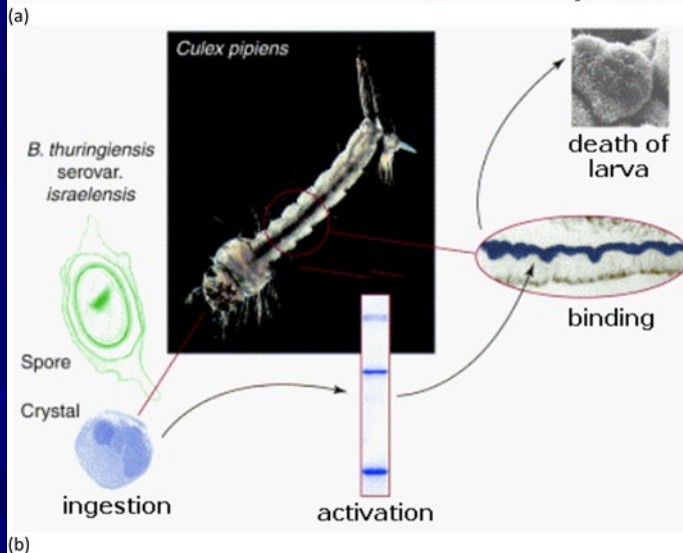 (a)
Culex pipiens
B. thuringiensis
serovar.
israelensis
death of
larva
binding
Spore
Crystal
ingestion
activation
(b)